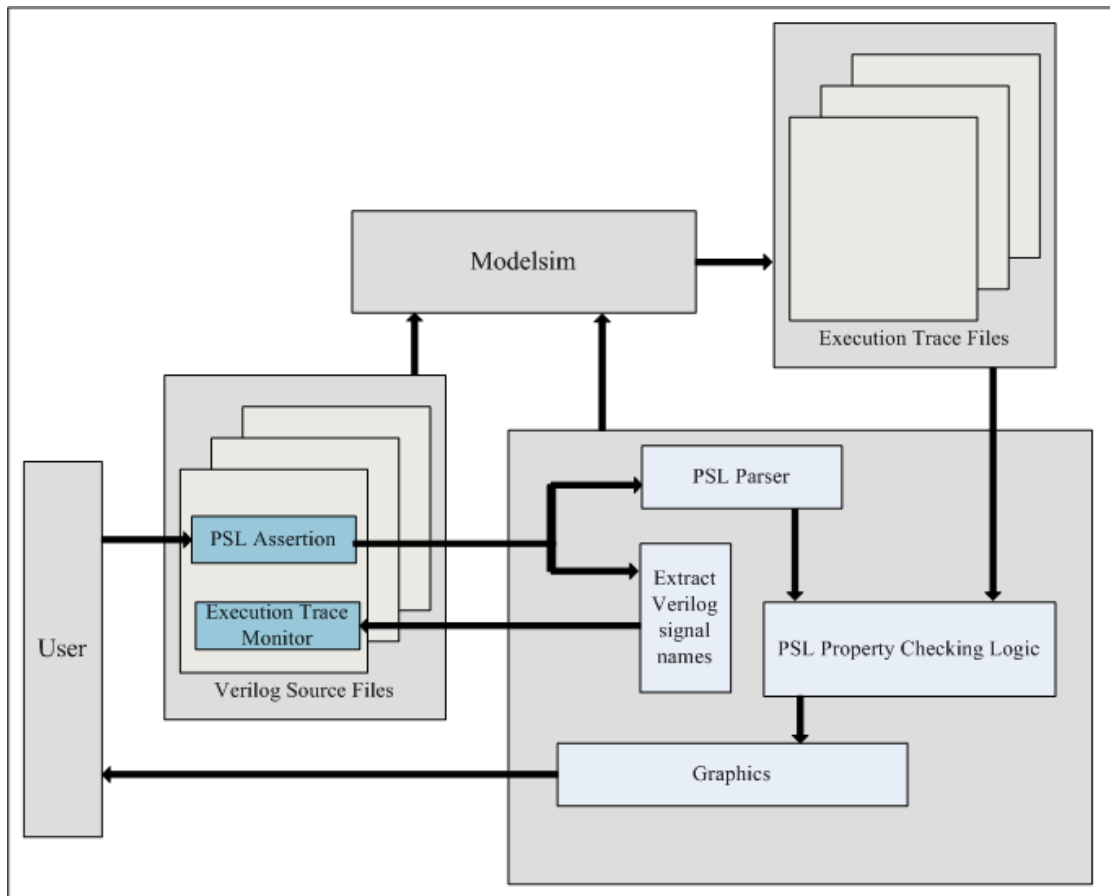 Modelsim
Execution Trace Files
PSL Parser
PSL Assertion
Extract
Verilog
signal
names
Execution Trace
Monitor
User
PSL Property Checking Logic
Verilog Source Files
Graphics